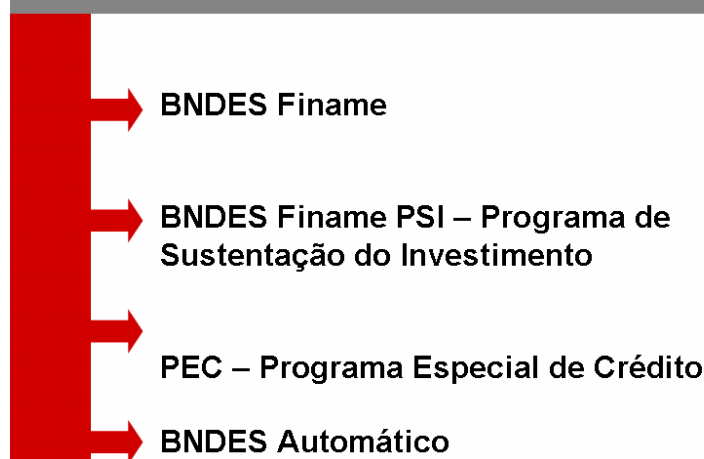 BNDES Finame
BNDES Finame PSI – Programa de
Sustentação do Investimento
PEC – Programa Especial de Crédito
BNDES Automático